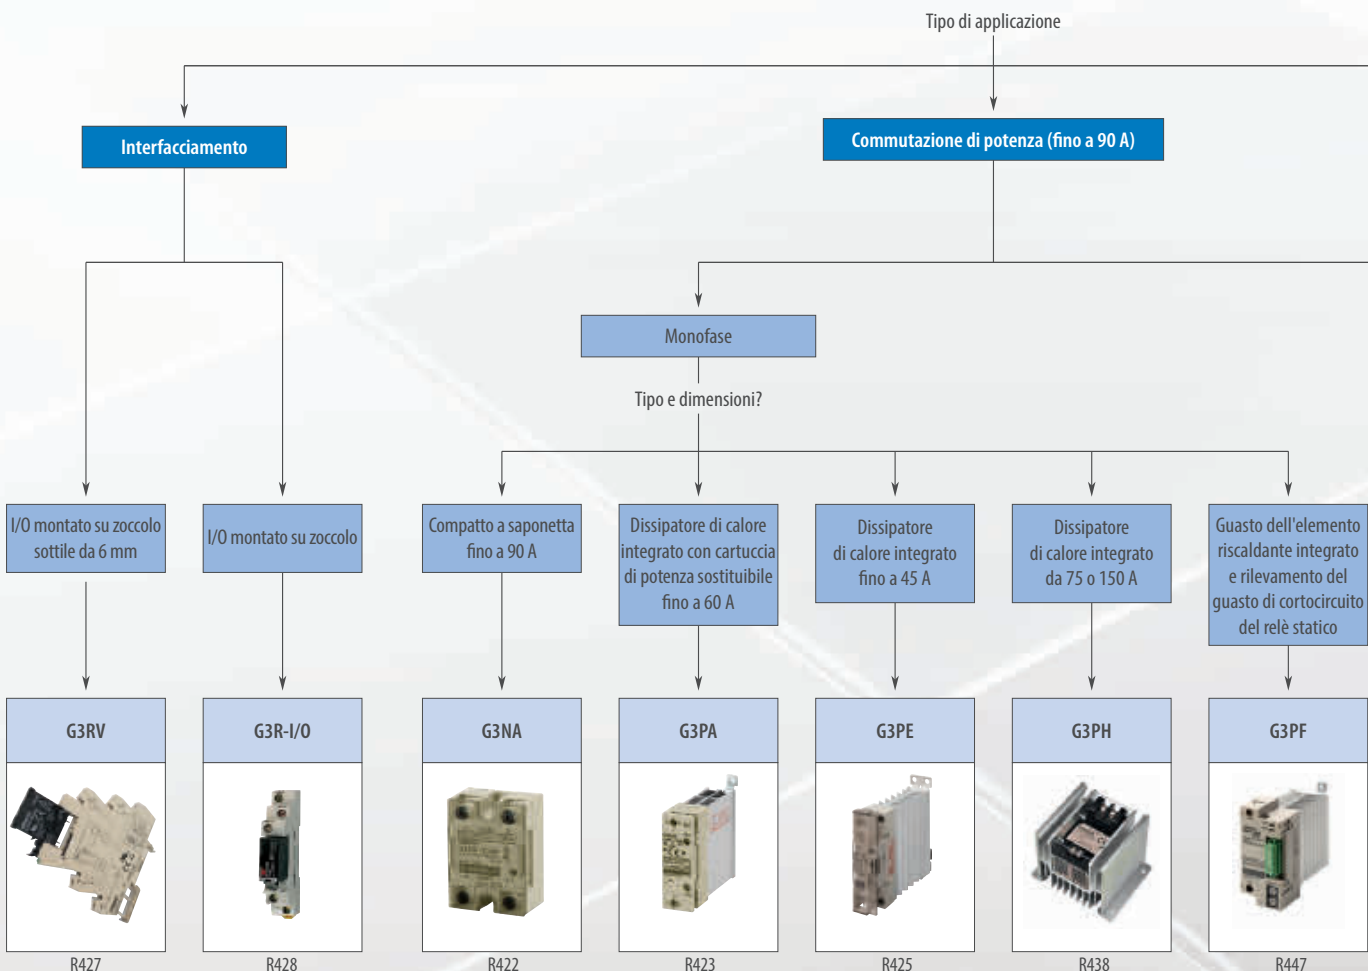 Tipo di applicazione
Interfacciamento
Commutazione di potenza (fino a 90 A)
Monofase
Tipo e dimensioni?
I/O montato su zoccolo
sottile da 6 mm
I/O montato su zoccolo
Compatto a saponetta
fino a 90 A
Dissipatore di calore
integrato con cartuccia
di potenza sostituibile
fino a 60 A
Dissipatore
di calore integrato
fino a 45 A
Dissipatore
di calore integrato
da 75 o 150 A
Guasto dell'elemento
riscaldante integrato
e rilevamento del
guasto di cortocircuito
del relè statico
G3RV
G3R-I/O
G3NA
G3PA
G3PE
G3PH
G3PF
R427
R428
R422
R423
R425
R438
R447